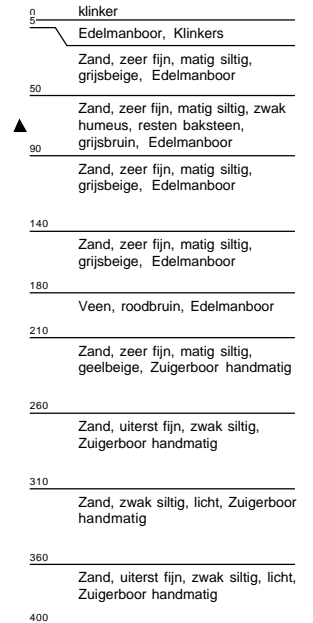 0 klinker
5
Edelmanboor, Klinkers
Zand, zeer fijn, matig siltig,
grijsbeige, Edelmanboor
50
Zand, zeer fijn, matig siltig, zwak
humeus, resten baksteen,
grijsbruin, Edelmanboor
90
Zand, zeer fijn, matig siltig,
grijsbeige, Edelmanboor
140
Zand, zeer fijn, matig siltig,
grijsbeige, Edelmanboor
180
Veen, roodbruin, Edelmanboor
210
Zand, zeer fijn, matig siltig,
geelbeige, Zuigerboor handmatig
260
Zand, uiterst fijn, zwak siltig,
Zuigerboor handmatig
310
Zand, zwak siltig, licht, Zuigerboor
handmatig
360
Zand, uiterst fijn, zwak siltig, licht,
Zuigerboor handmatig
400